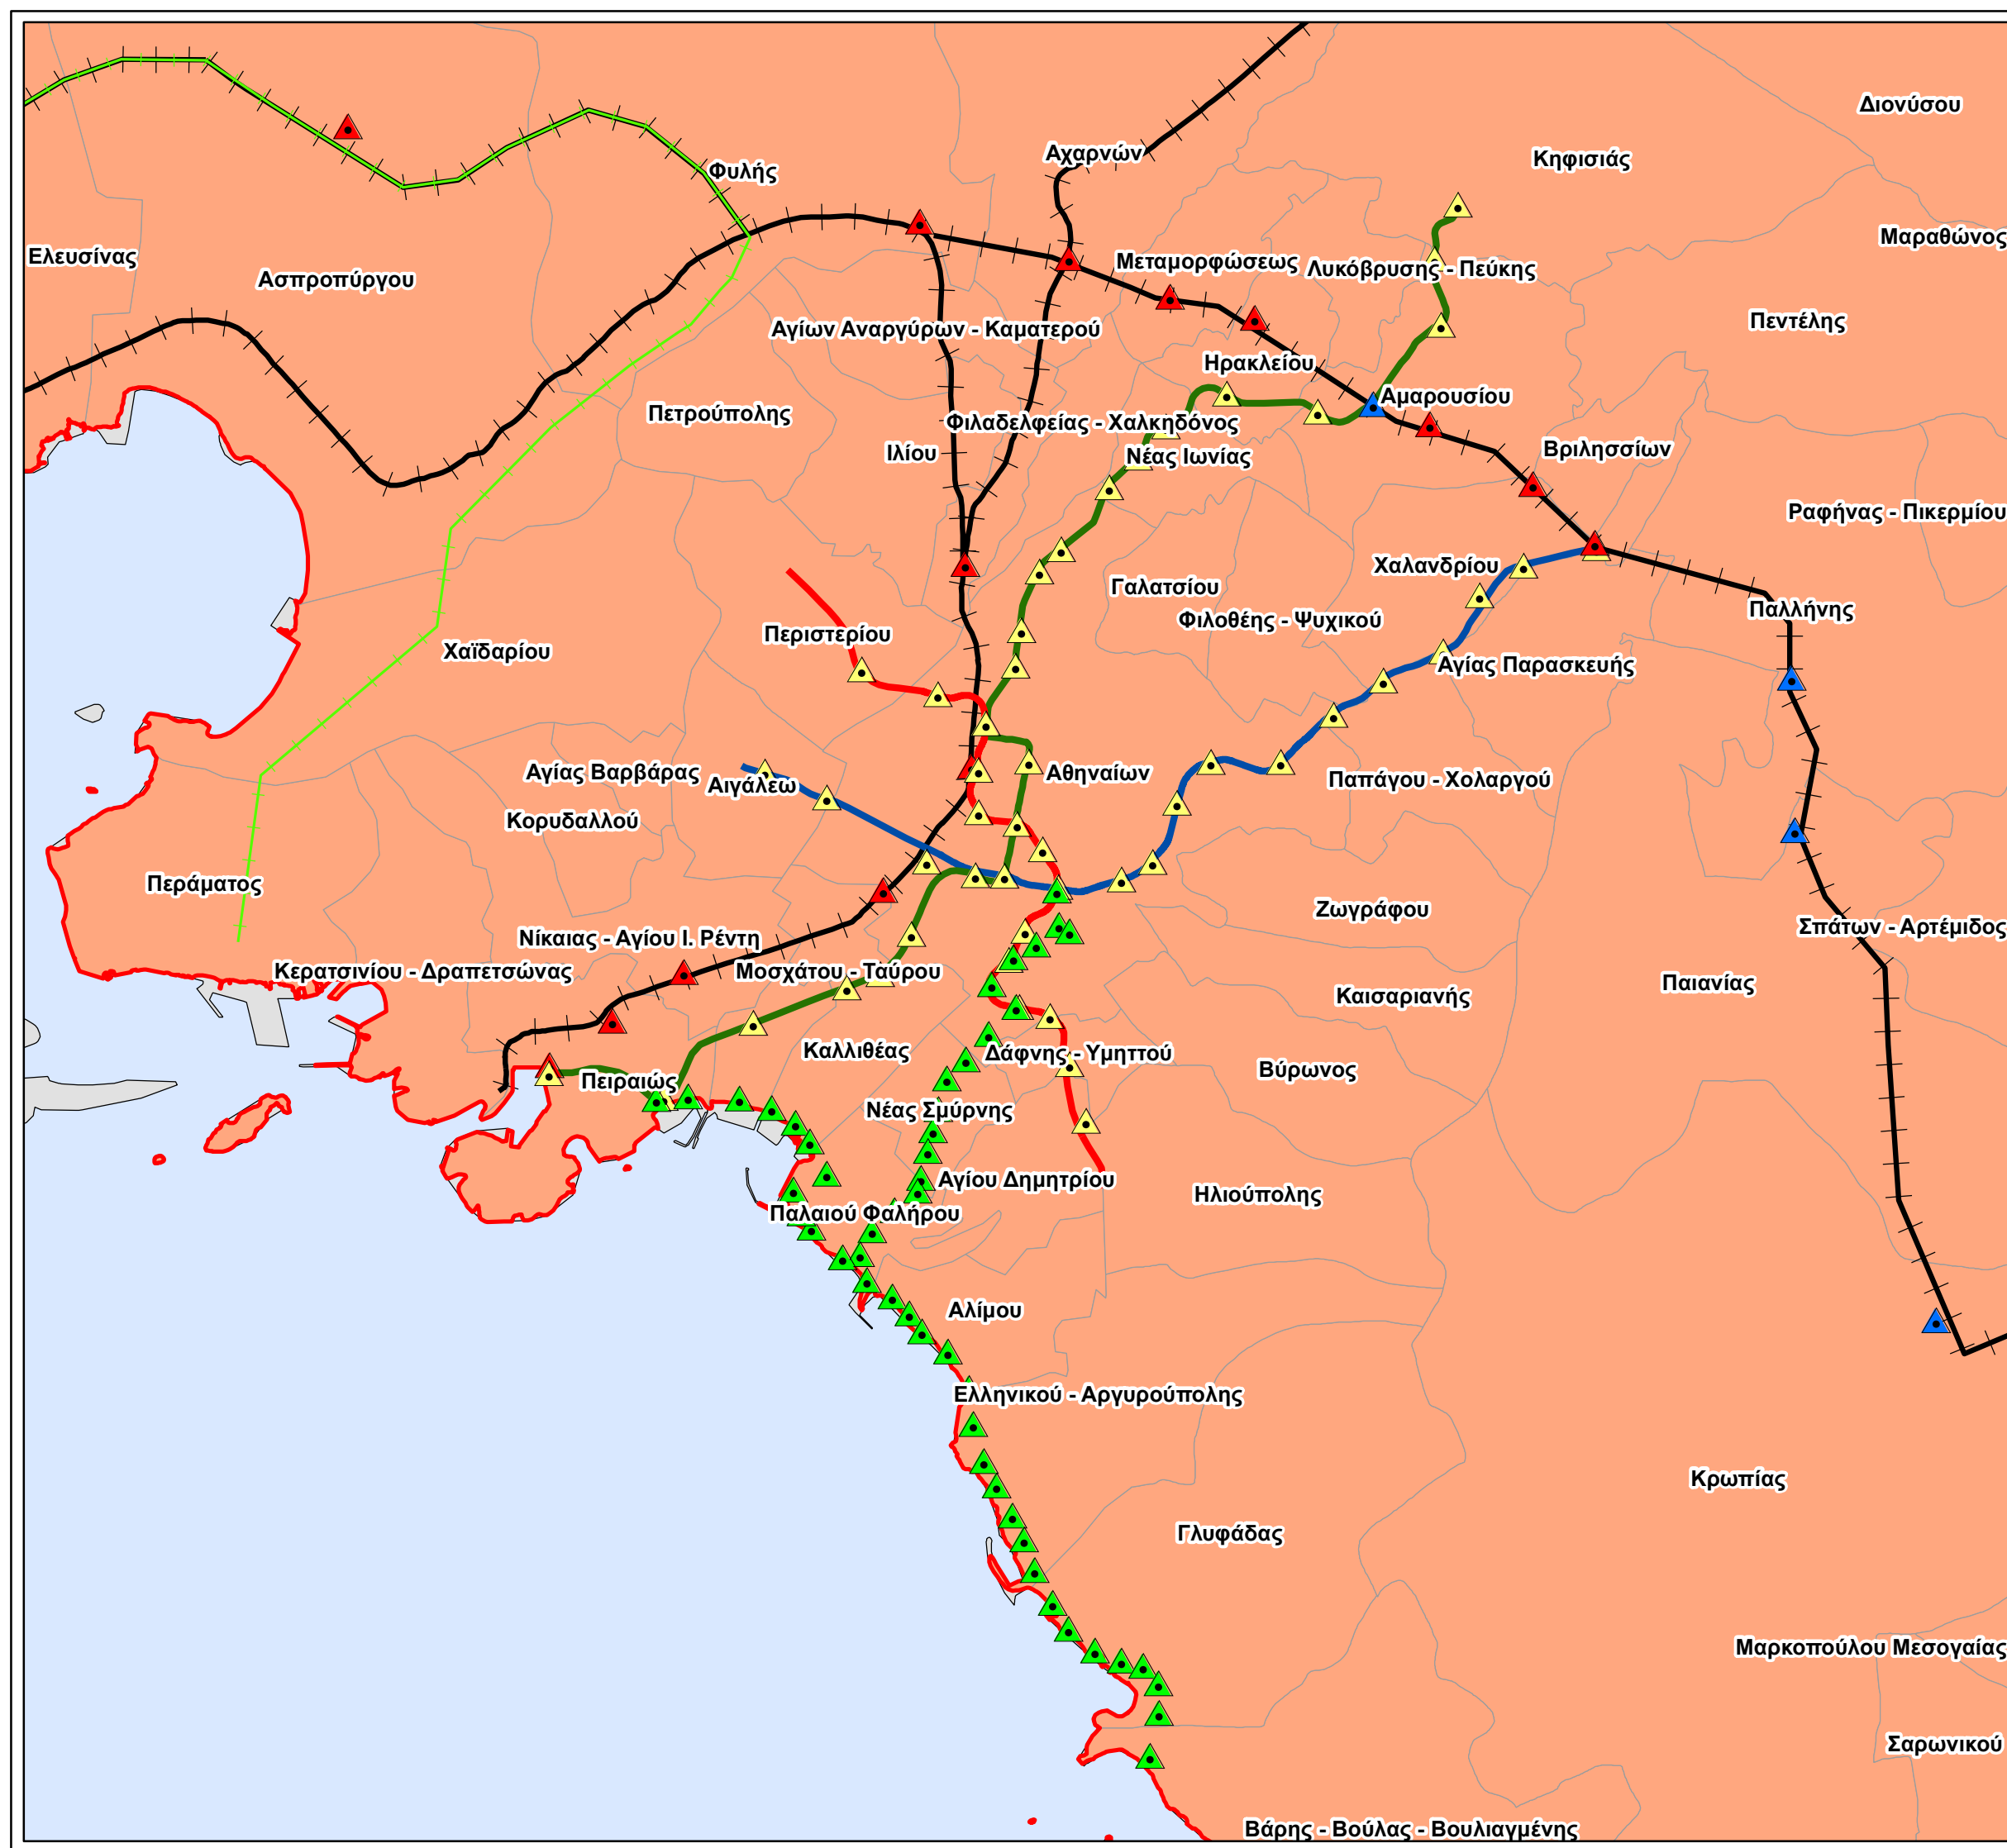 Διονύσου
Αχαρνών
Κηφισιάς
Φυλής
Μαραθώνος
Ελευσίνας
Μεταμορφώσεως
Λυκόβρυσης - Πεύκης
Ασπροπύργου
Πεντέλης
Αγίων Αναργύρων - Καματερού
Ηρακλείου
Αμαρουσίου
Πετρούπολης
Φιλαδελφείας - Χαλκηδόνος
Ιλίου
Νέας Ιωνίας
Βριλησσίων
Ραφήνας - Πικερμίου
Χαλανδρίου
Γαλατσίου
Παλλήνης
Φιλοθέης - Ψυχικού
Περιστερίου
Χαϊδαρίου
Αγίας Παρασκευής
Αγίας Βαρβάρας
Αθηναίων
Παπάγου - Χολαργού
Αιγάλεω
Κορυδαλλού
Περάματος
Ζωγράφου
Σπάτων - Αρτέμιδος
Νίκαιας - Αγίου Ι. Ρέντη
Κερατσινίου - Δραπετσώνας
Μοσχάτου - Ταύρου
Παιανίας
Καισαριανής
Καλλιθέας
Δάφνης - Υμηττού
Βύρωνος
Πειραιώς
Νέας Σμύρνης
Αγίου Δημητρίου
Ηλιούπολης
Παλαιού Φαλήρου
Αλίμου
Ελληνικού - Αργυρούπολης
Κρωπίας
Γλυφάδας
Μαρκοπούλου Μεσογαίας
Σαρωνικού
Βάρης - Βούλας - Βουλιαγμένης